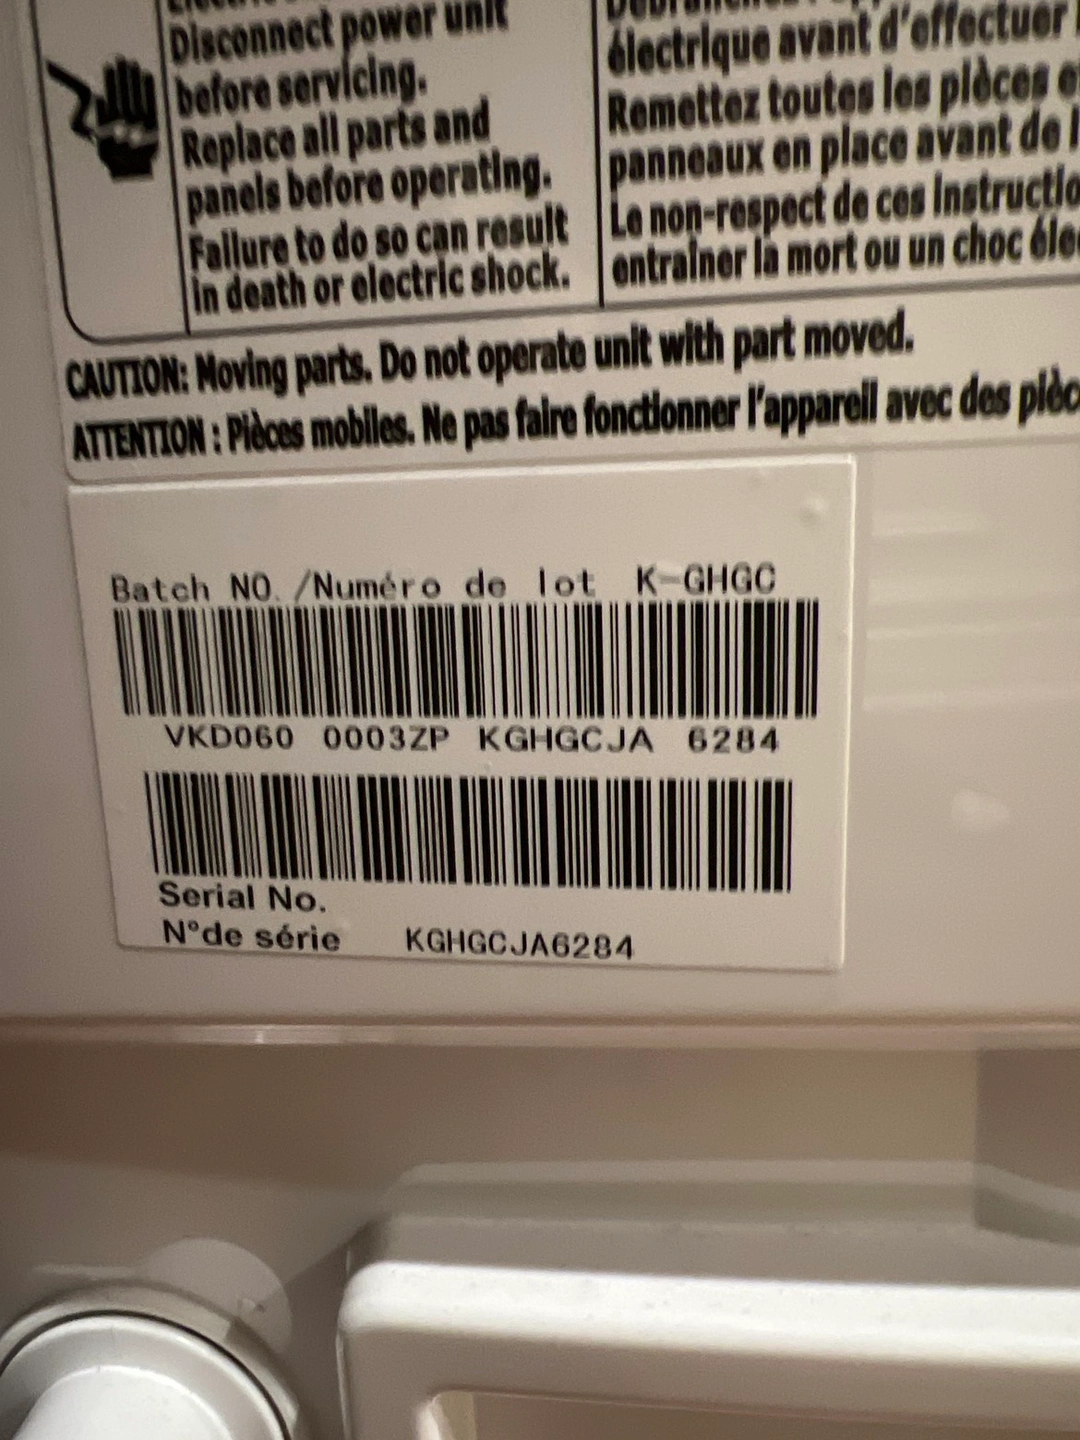 Disconnect power unit
before servicing.
Replace all parts and
panels before operating.
Failure to do so can result
in death or electric shock.
électrique avant d'effectuer
Remettez toutes les pièces
panneaux en place avant de
Le non-respect de ces instructio
entraîner la mort ou un choc éle
CAUTION: Moving parts. Do not operate unit with part moved.
ATTENTION : Pièces mobiles. Ne pas faire fonctionner l'appareil avec des pièc
Batch NO./Numéro de lot K-GHGC
VKD060 0003ZP KGHGCJA 6284
Serial No.
N°de série KGHGCJA6284